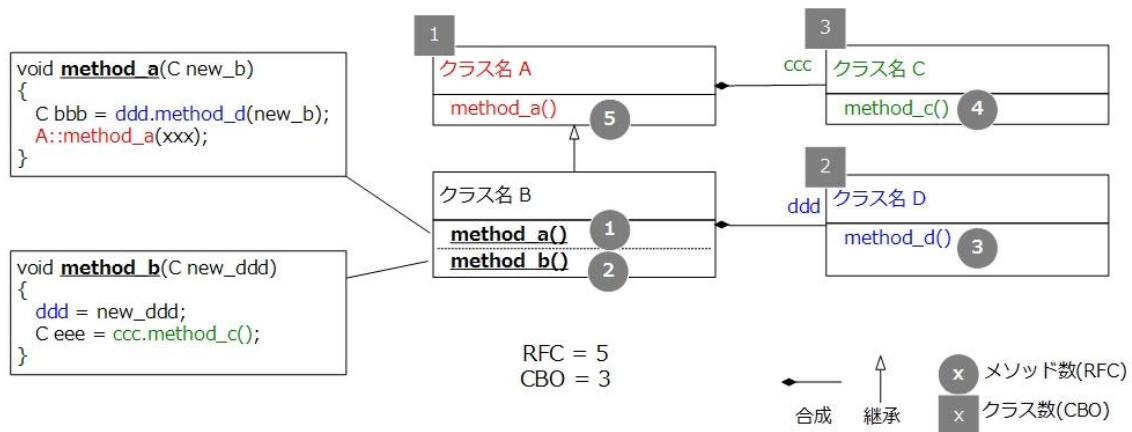 void method_a(C new_b)
{
C bbb = ddd.method_d(new_b);
A::method_a(xxx);
}
void method_b(C new_ddd)
{
ddd = new_ddd;
C eee = ccc.method_c();
}
1
クラス名 A
method_a()
5
3
ccc
クラス名 C
method_c()
4
クラス名 B
method_a()
1
method_b()
2
2
ddd
クラス名 D
method_d()
3
RFC = 5
CBO = 3
合成
継承
x メソッド数(RFC)
x クラス数(CBO)